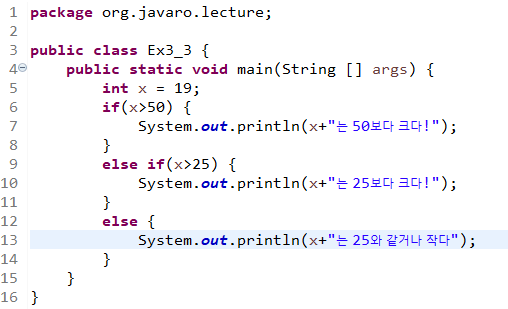 1 package org.javaro.lecture;
2
3 public class Ex3_3 {
4 public static void main(String [] args) {
5 int x = 19;
6 if(x>50) {
7 System.out.println(x+"는 50보다 크다!");
8 }
9 else if(x>25) {
10 System.out.println(x+"는 25보다 크다!");
11 }
12 else {
13 System.out.println(x+"는 25와 같거나 작다");
14 }
15 }
16 }